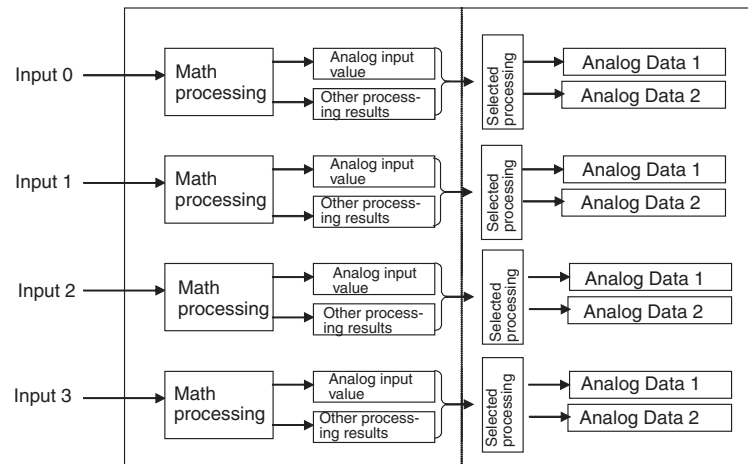 Input 0
Math
processing
Analog input
value
Other process-
ing results
Selected
processing
Analog Data 1
Analog Data 2
Input 1
Math
processing
Analog input
value
Other process-
ing results
Selected
processing
Analog Data 1
Analog Data 2
Input 2
Math
processing
Analog input
value
Other process-
ing results
Selected
processing
Analog Data 1
Analog Data 2
Input 3
Math
processing
Analog input
value
Other process-
ing results
Selected
processing
Analog Data 1
Analog Data 2